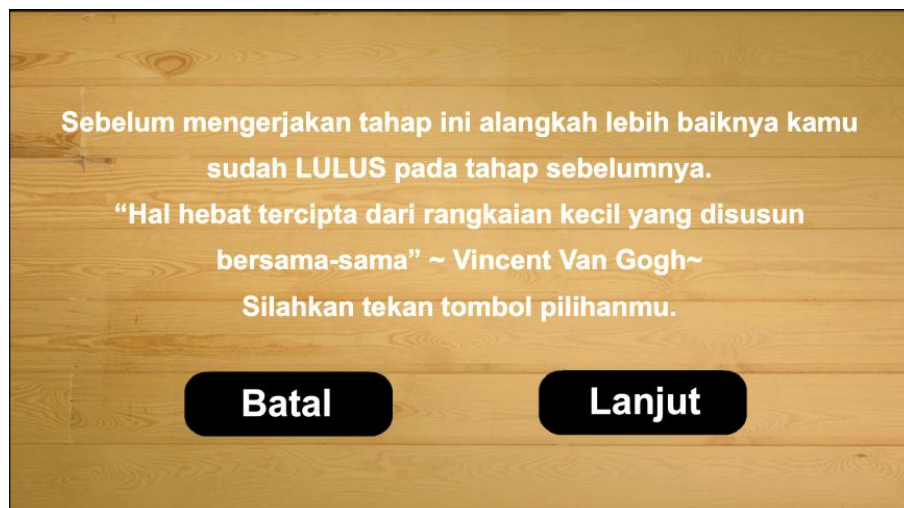 Sebelum mengerjakan tahap ini alangkah lebih baiknya kamu
sudah LULUS pada tahap sebelumnya.
“Hal hebat tercipta dari rangkaian kecil yang disusun
bersama-sama” ~ Vincent Van Gogh~
Silahkan tekan tombol pilihanmu.
Batal
Lanjut